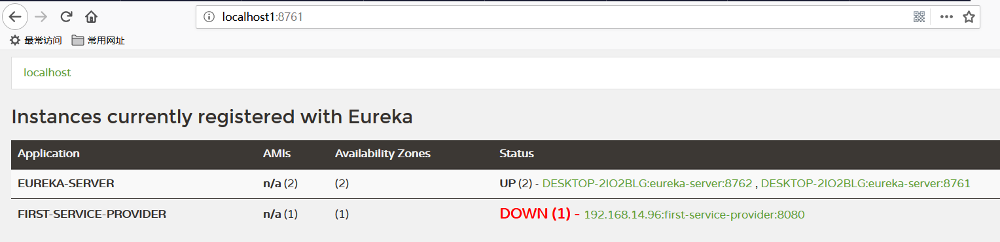 localhost1:8761
最常访问 常用网址
localhost
Instances currently registered with Eureka
Application AMIs Availability Zones Status
EUREKA-SERVER n/a (2) (2) UP (2) - DESKTOP-2IO2BLG:eureka-server:8762 , DESKTOP-2IO2BLG:eureka-server:8761
FIRST-SERVICE-PROVIDER n/a (1) (1) DOWN (1) - 192.168.14.96:first-service-provider:8080